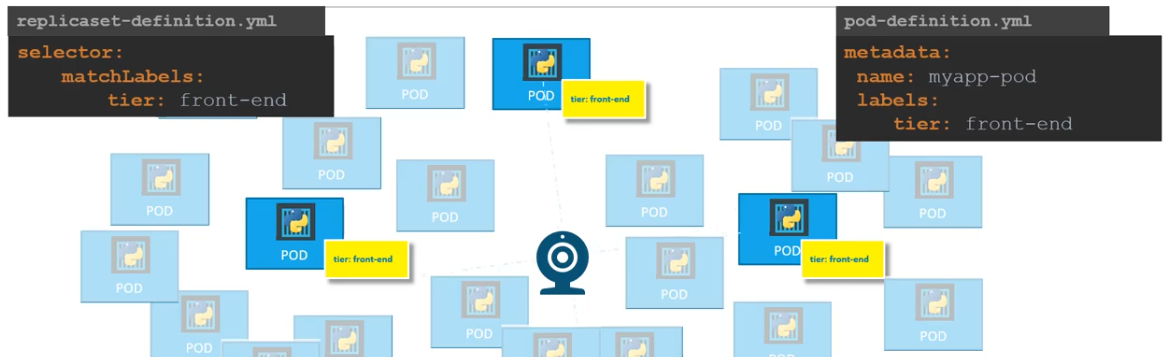 replicaset-definition.yml
selector:
matchLabels:
tier: front-end
pod-definition.yml
metadata:
name: myapp-pod
labels:
tier: front-end
POD
POD
tier: front-end
POD
POD
POD
POD
POD
POD
POD
POD
tier: front-end
POD
tier: front-end
POD
POD
POD
POD
POD
POD